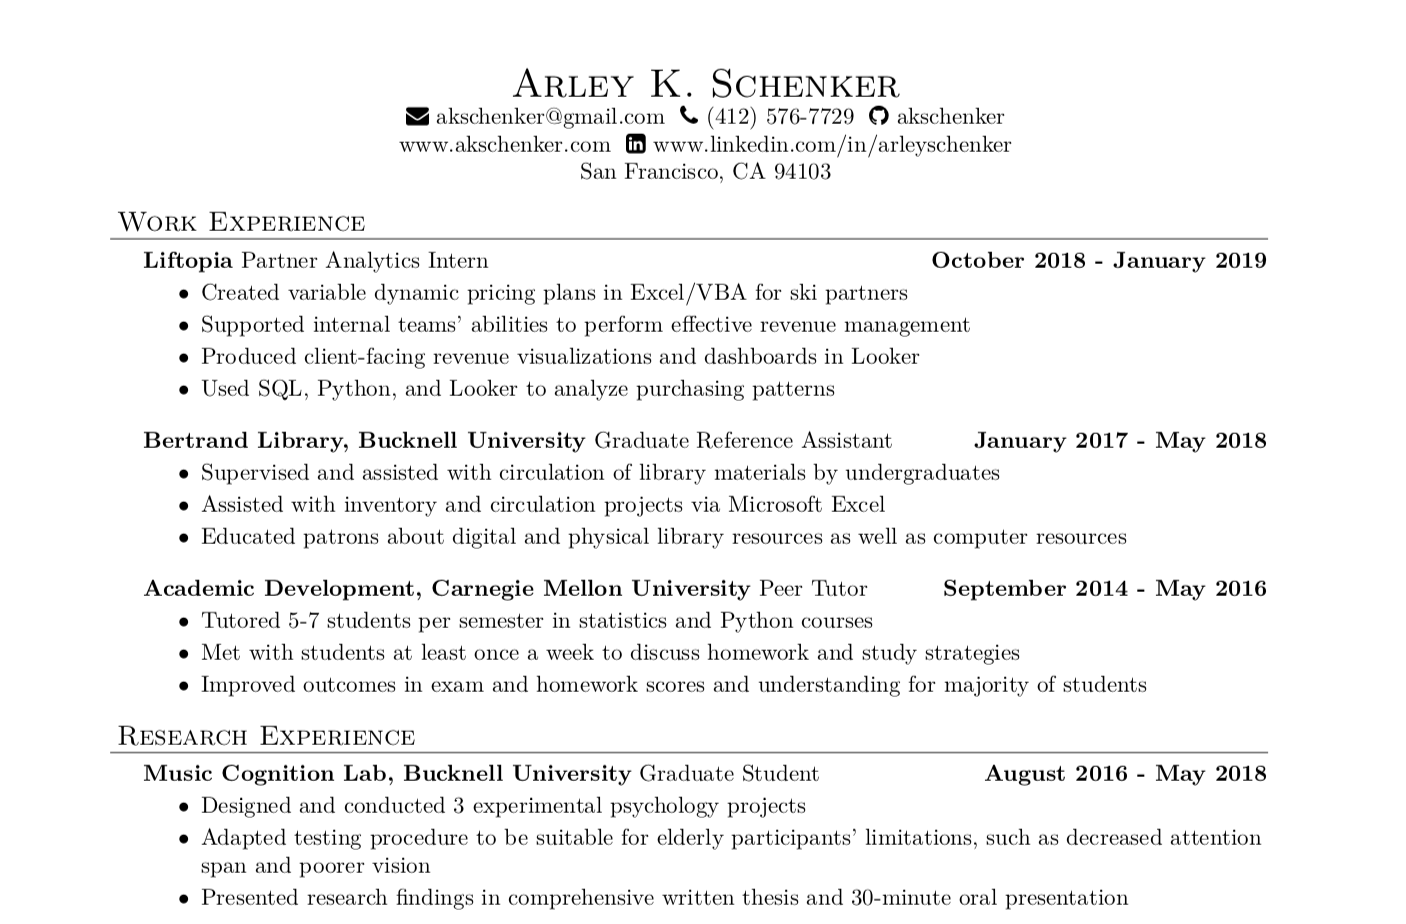 Arley K. Schenker
akschenker@gmail.com (412) 576-7729 akschenker
www.akschenker.com www.linkedin.com/in/arleyschenker
San Francisco, CA 94103
Work Experience
Liftopia Partner Analytics Intern October 2018 - January 2019
• Created variable dynamic pricing plans in Excel/VBA for ski partners
• Supported internal teams' abilities to perform effective revenue management
• Produced client-facing revenue visualizations and dashboards in Looker
• Used SQL, Python, and Looker to analyze purchasing patterns
Bertrand Library, Bucknell University Graduate Reference Assistant January 2017 - May 2018
• Supervised and assisted with circulation of library materials by undergraduates
• Assisted with inventory and circulation projects via Microsoft Excel
• Educated patrons about digital and physical library resources as well as computer resources
Academic Development, Carnegie Mellon University Peer Tutor September 2014 - May 2016
• Tutored 5-7 students per semester in statistics and Python courses
• Met with students at least once a week to discuss homework and study strategies
• Improved outcomes in exam and homework scores and understanding for majority of students
Research Experience
Music Cognition Lab, Bucknell University Graduate Student August 2016 - May 2018
• Designed and conducted 3 experimental psychology projects
• Adapted testing procedure to be suitable for elderly participants' limitations, such as decreased attention
span and poorer vision
• Presented research findings in comprehensive written thesis and 30-minute oral presentation